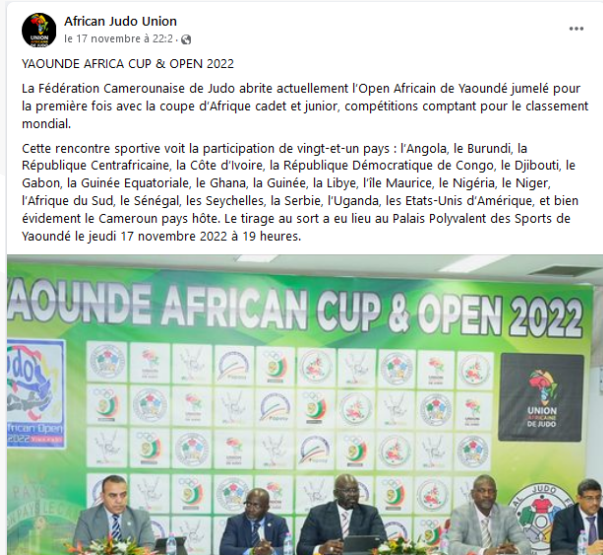 African Judo Union
le 17 novembre à 22:2 ·
YAOUNDE AFRICA CUP & OPEN 2022
La Fédération Camerounaise de Judo abrite actuellement l'Open Africain de Yaoundé jumelé pour
la première fois avec la coupe d'Afrique cadet et junior, compétitions comptant pour le classement
mondial.
Cette rencontre sportive voit la participation de vingt-et-un pays : l'Angola, le Burundi, la
République Centrafricaine, la Côte d'Ivoire, la République Démocratique de Congo, le Djibouti, le
Gabon, la Guinée Equatoriale, le Ghana, la Guinée, la Libye, l'île Maurice, le Nigéria, le Niger,
l'Afrique du Sud, le Sénégal, les Seychelles, la Serbie, l'Uganda, les Etats-Unis d'Amérique, et bien
évidement le Cameroun pays hôte. Le tirage au sort a eu lieu au Palais Polyvalent des Sports de
Yaoundé le jeudi 17 novembre 2022 à 19 heures.
YAOUNDE AFRICAN CUP & OPEN 2022
udo
African Open
2022
UNION
AFRICAINE
DE JUDO
JUDO